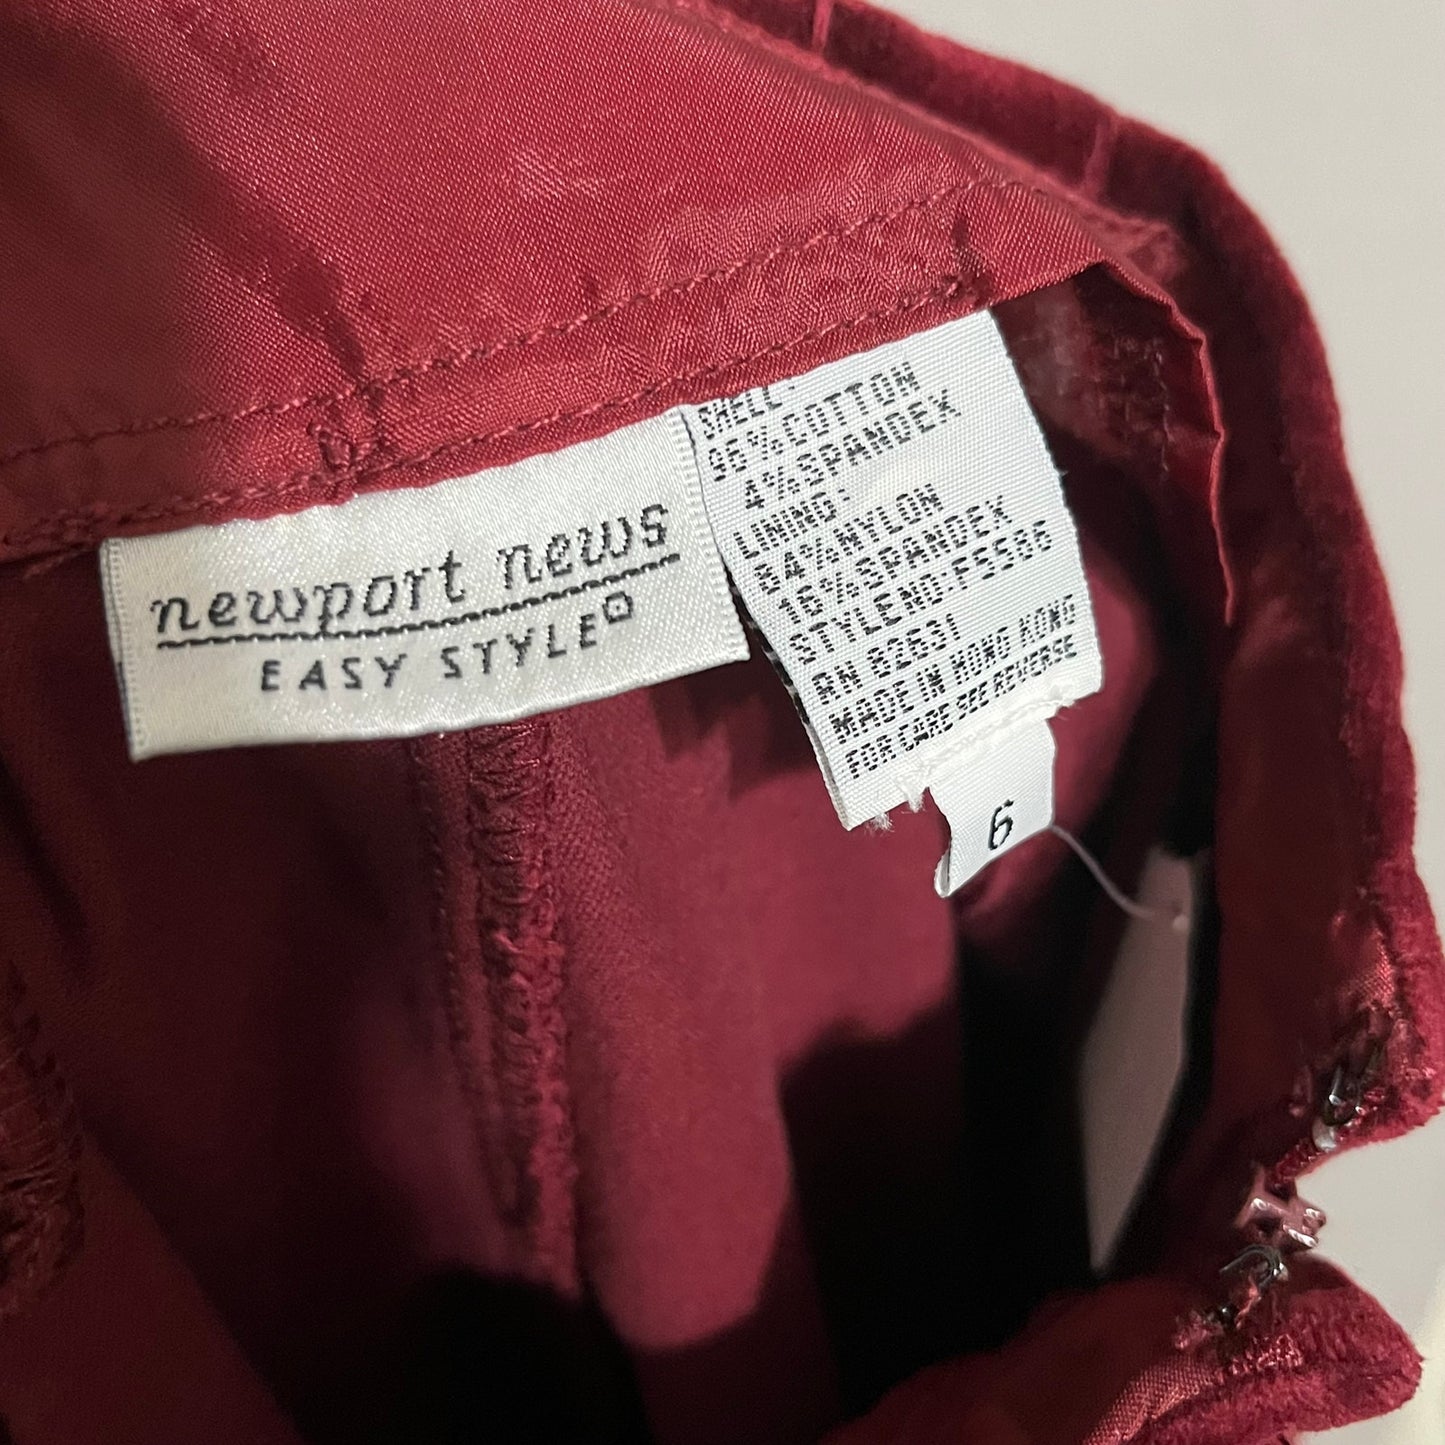 newport news
EASY STYLE
SHELL:
96% COTTON
4% SPANDEX
LINING:
84% NYLON
16% SPANDEX
STYLE NO: F5586
RN 82631
MADE IN HONG KONG
FOR CARE SEE REVERSE
6